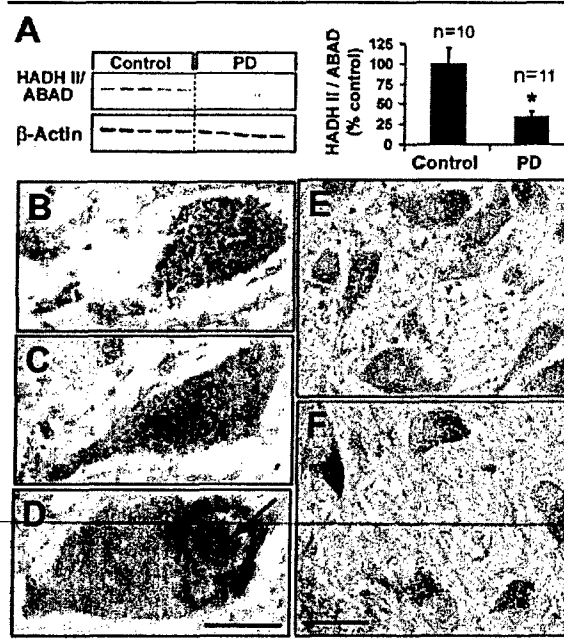 A
Control PD
HADH II/
ABAD
β-Actin
HADH II / ABAD
(% control)
125
100
75
50
25
0
n=10
n=11
*
Control PD
B
C
D
E
F